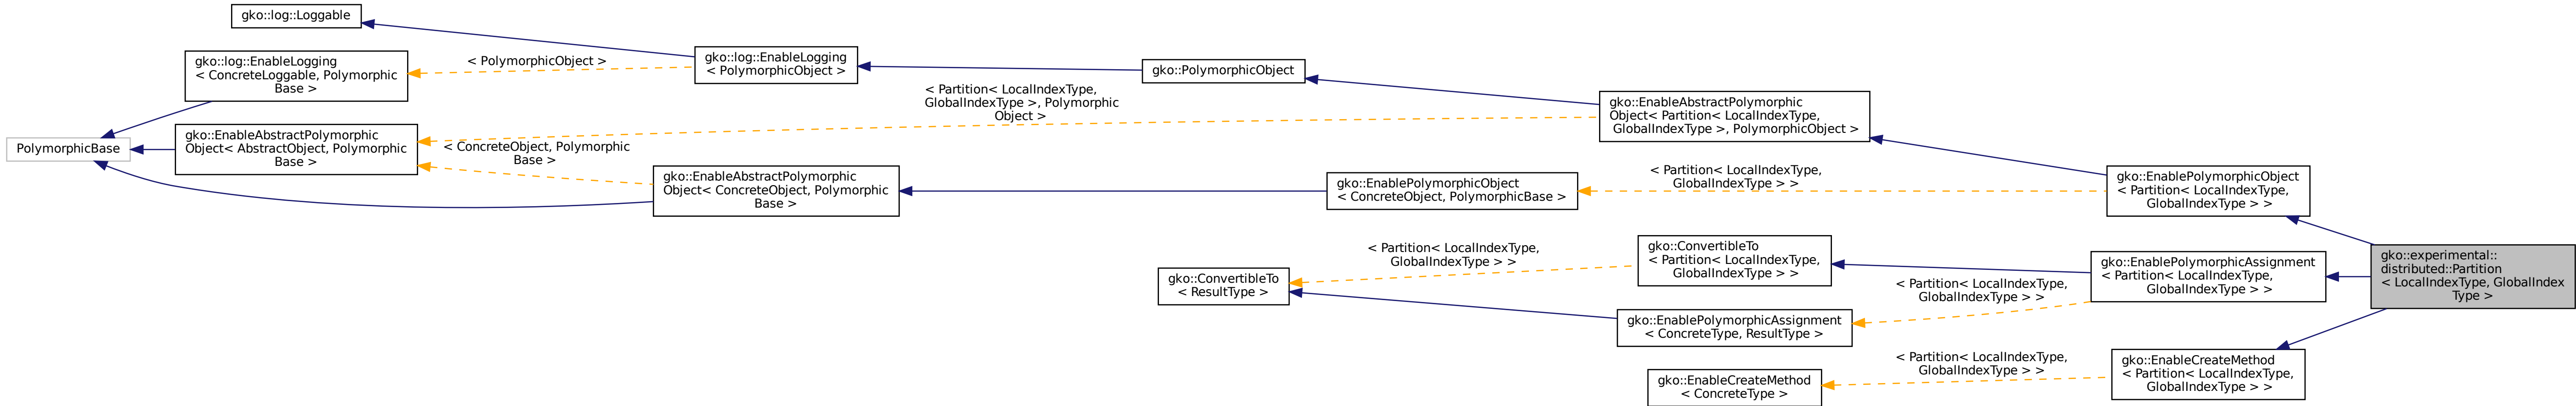 gko::log::Loggable
gko::log::EnableLogging
< ConcreteLoggable, Polymorphic
Base >
< PolymorphicObject >
gko::log::EnableLogging
< PolymorphicObject >
gko::PolymorphicObject
< Partition< LocalIndexType,
GlobalIndexType >, Polymorphic
Object >
gko::EnableAbstractPolymorphic
Object< Partition< LocalIndexType,
GlobalIndexType >, PolymorphicObject >
PolymorphicBase
gko::EnableAbstractPolymorphic
Object< AbstractObject, Polymorphic
Base >
< ConcreteObject, Polymorphic
Base >
gko::EnableAbstractPolymorphic
Object< ConcreteObject, Polymorphic
Base >
gko::EnablePolymorphicObject
< ConcreteObject, PolymorphicBase >
< Partition< LocalIndexType,
GlobalIndexType > >
gko::EnablePolymorphicObject
< Partition< LocalIndexType,
GlobalIndexType > >
< Partition< LocalIndexType,
GlobalIndexType > >
gko::ConvertibleTo
< Partition< LocalIndexType,
GlobalIndexType > >
gko::ConvertibleTo
< ResultType >
gko::EnablePolymorphicAssignment
< Partition< LocalIndexType,
GlobalIndexType > >
gko::experimental::
distributed::Partition
< LocalIndexType, GlobalIndex
Type >
< Partition< LocalIndexType,
GlobalIndexType > >
gko::EnablePolymorphicAssignment
< ConcreteType, ResultType >
< Partition< LocalIndexType,
GlobalIndexType > >
gko::EnableCreateMethod
< Partition< LocalIndexType,
GlobalIndexType > >
gko::EnableCreateMethod
< ConcreteType >